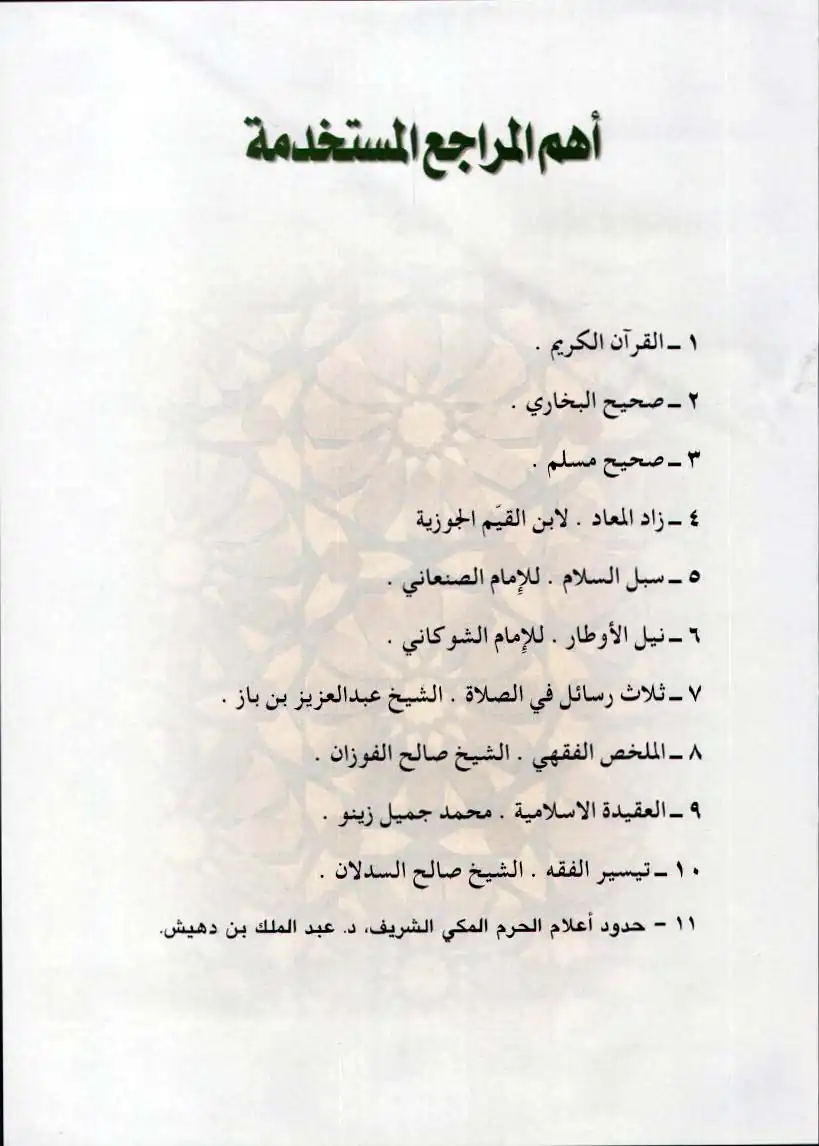 أهم المراجع المستخدمة
١ ـ القرآن الكريم .
٢ ـ صحيح البخاري .
٣ ـ صحيح مسلم .
٤ ـ زاد المعاد . لابن القيّم الجوزية
٥ ـ سبل السلام . للإمام الصنعاني .
٦ ـ نيل الأوطار . للإمام الشوكاني .
٧ ـ ثلاث رسائل في الصلاة . الشيخ عبدالعزيز بن باز .
٨ ـ الملخص الفقهي . الشيخ صالح الفوزان .
٩ ـ العقيدة الاسلامية . محمد جميل زينو .
١٠ ـ تيسير الفقه . الشيخ صالح السدلان .
١١ - حدود أعلام الحرم المكي الشريف، د. عبد الملك بن دهيش.